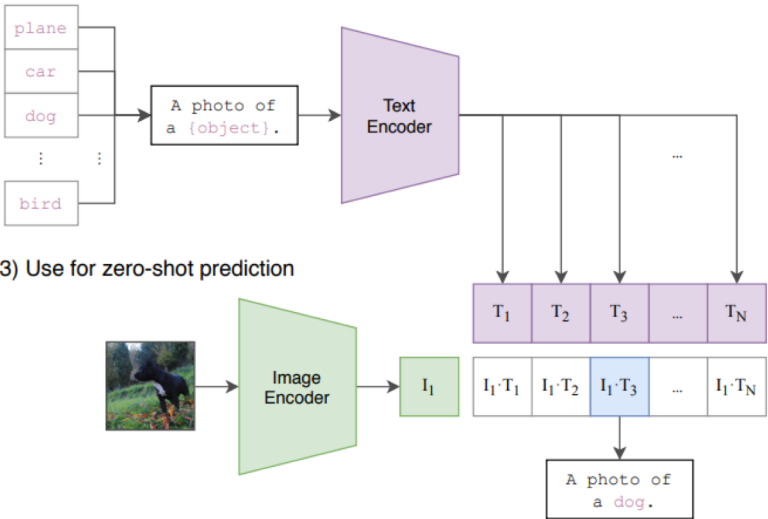 plane
car
dog
⋮ ⋮
bird
A photo of
a {object}.
Text
Encoder
...
3) Use for zero-shot prediction
T1 T2 T3 ... TN
Image
Encoder
I1
I1·T1 I1·T2 I1·T3 ... I1·TN
A photo of
a dog.